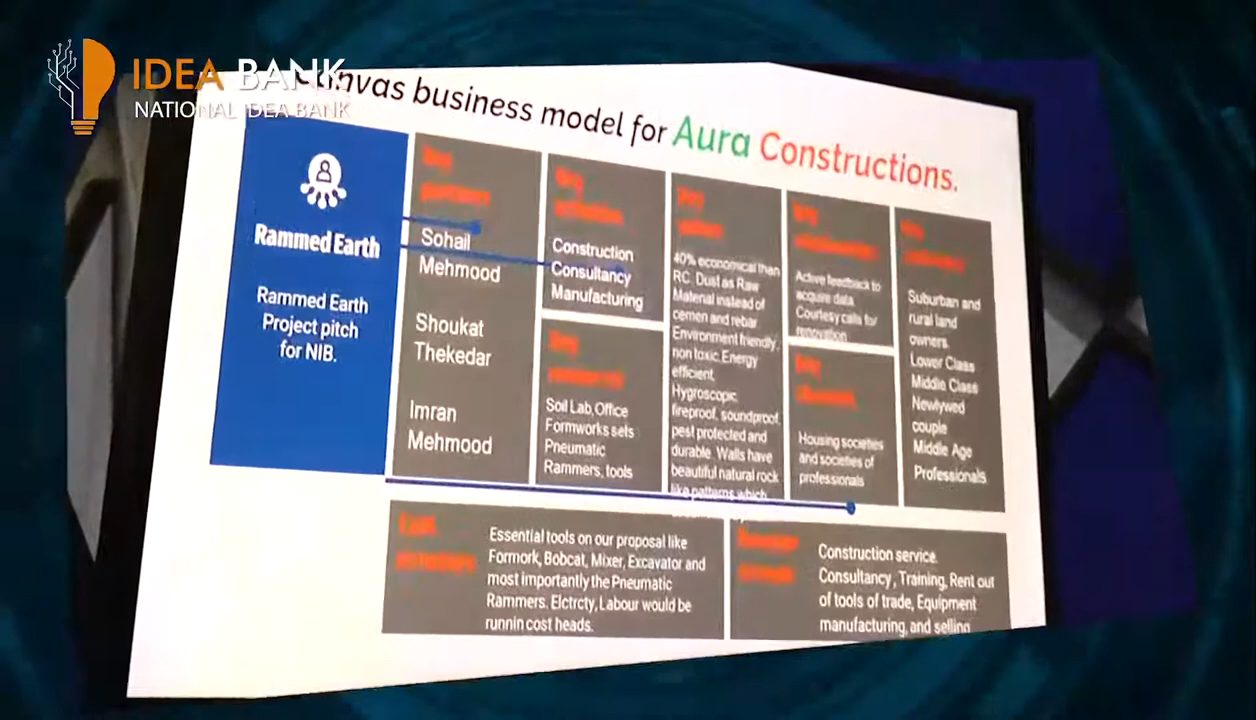 IDEA BANK
NATIONAL IDEA BANK
business model for Aura Constructions.
Rammed Earth
Rammed Earth
Project pitch
for NIB.
Sohail
Mehmood
Shoukat
Thekedar
Imran
Mehmood
Construction
Consultancy
Manufacturing
Soil Lab, Office
Formworks sets
Pneumatic
Rammers, tools
40% economical than
RC. Dust as Raw
Material instead of
cemen and rebar.
Environment friendly,
non toxic, Energy
efficient,
Hygroscopic,
fireproof, soundproof,
pest protected and
durable. Walls have
beautiful natural rock
like patterns which
Active feedback to
acquire data
Courtesy calls for
renovation
Housing societies
and societies of
professionals
Suburban and
rural land
owners.
Lower Class
Middle Class
Newlywed
couple
Middle Age
Professionals
Essential tools on our proposal like
Formork, Bobcat, Mixer, Excavator and
most importantly the Pneumatic
Rammers. Elctrcty, Labour would be
runnin cost heads.
Construction service.
Consultancy, Training, Rent out
of tools of trade, Equipment
manufacturing, and selling